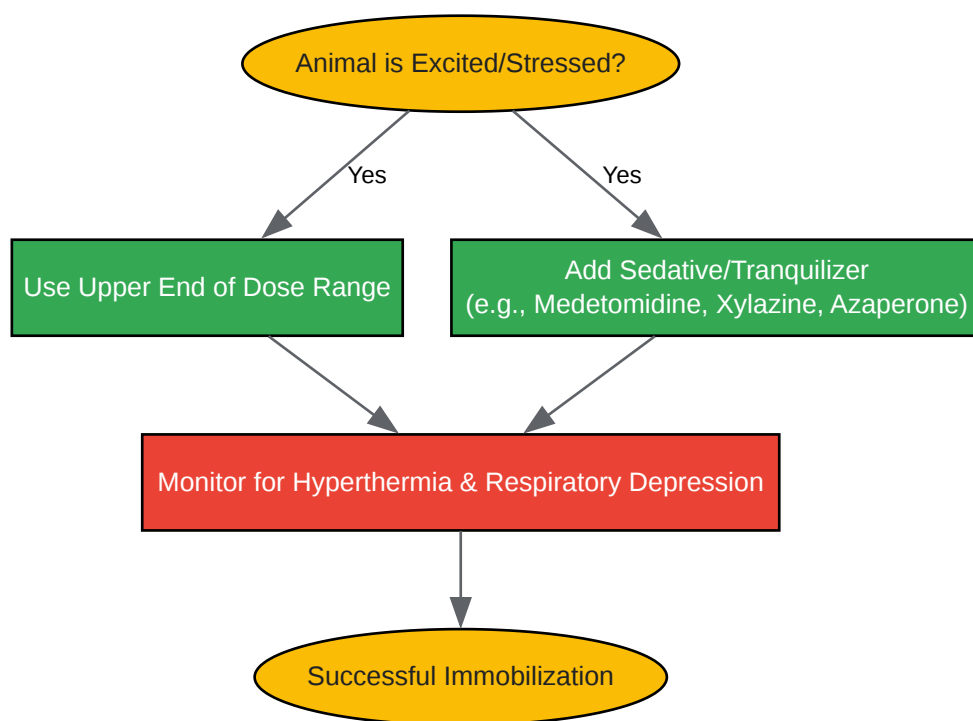 Animal is Excited/Stressed?
Yes
Yes
Use Upper End of Dose Range
Add Sedative/Tranquilizer
(e.g., Medetomidine, Xylazine, Azaperone)
Monitor for Hyperthermia & Respiratory Depression
Successful Immobilization